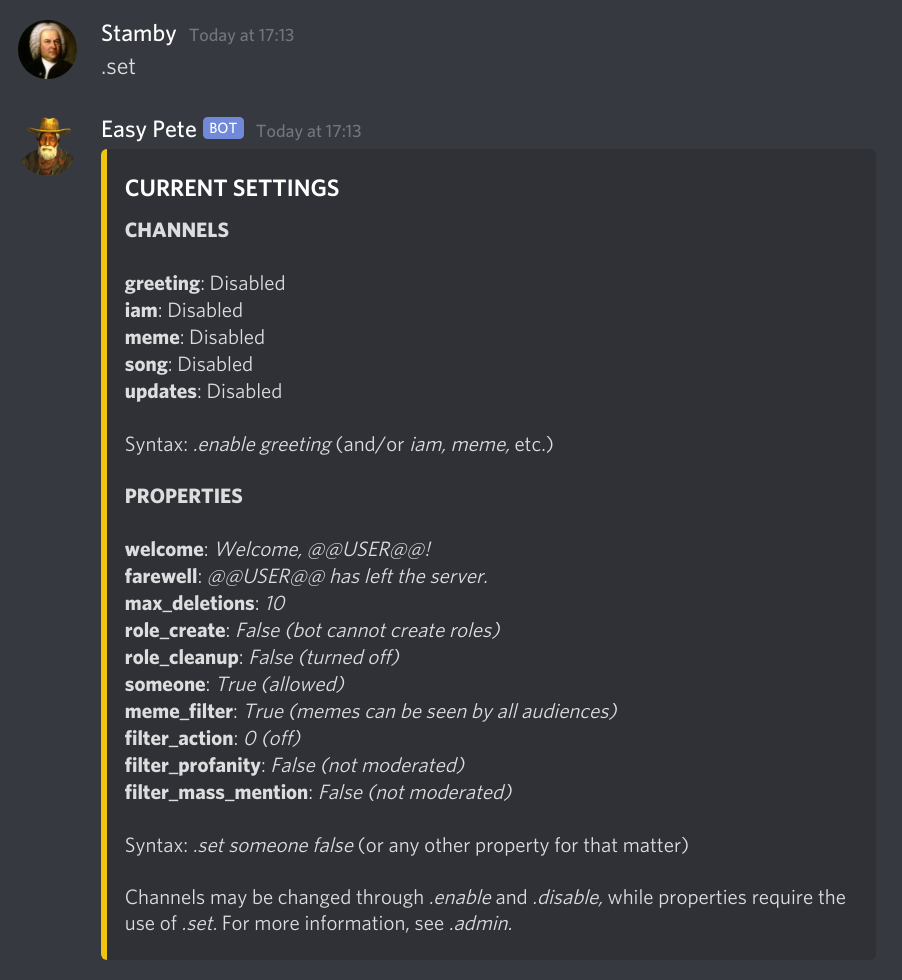 Stamby Today at 17:13
.set
Easy Pete BOT Today at 17:13
CURRENT SETTINGS
CHANNELS
greeting: Disabled
iam: Disabled
meme: Disabled
song: Disabled
updates: Disabled
Syntax: .enable greeting (and/or iam, meme, etc.)
PROPERTIES
welcome: Welcome, @@USER@@!
farewell: @@USER@@ has left the server.
max_deletions: 10
role_create: False (bot cannot create roles)
role_cleanup: False (turned off)
someone: True (allowed)
meme_filter: True (memes can be seen by all audiences)
filter_action: 0 (off)
filter_profanity: False (not moderated)
filter_mass_mention: False (not moderated)
Syntax: .set someone false (or any other property for that matter)
Channels may be changed through .enable and .disable, while properties require the
use of .set. For more information, see .admin.